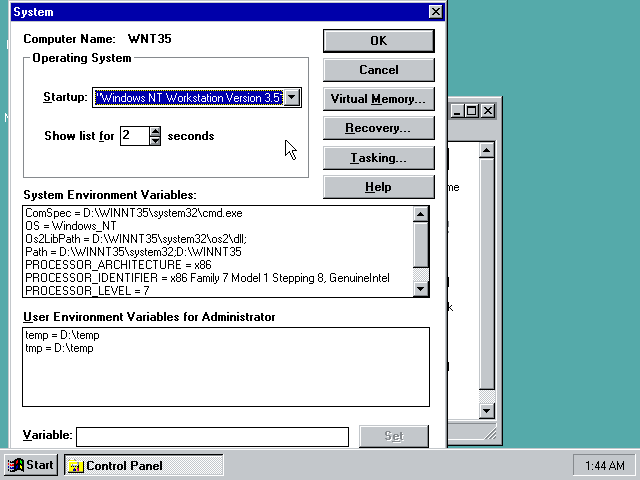 System
Computer Name: WNT35
Operating System
Startup: "Windows NT Workstation Version 3.5
Show list for 2 seconds
OK
Cancel
Virtual Memory...
Recovery...
Tasking...
Help
System Environment Variables:
ComSpec = D:\WINNT35\system32\cmd.exe
OS = Windows_NT
Os2LibPath = D:\WINNT35\system32\os2\dll;
Path = D:\WINNT35\system32;D:\WINNT35
PROCESSOR_ARCHITECTURE = x86
PROCESSOR_IDENTIFIER = x86 Family 7 Model 1 Stepping 8, GenuineIntel
PROCESSOR_LEVEL = 7
User Environment Variables for Administrator
temp = D:\temp
tmp = D:\temp
Variable:
Set
me
k
Start
Control Panel
1:44 AM